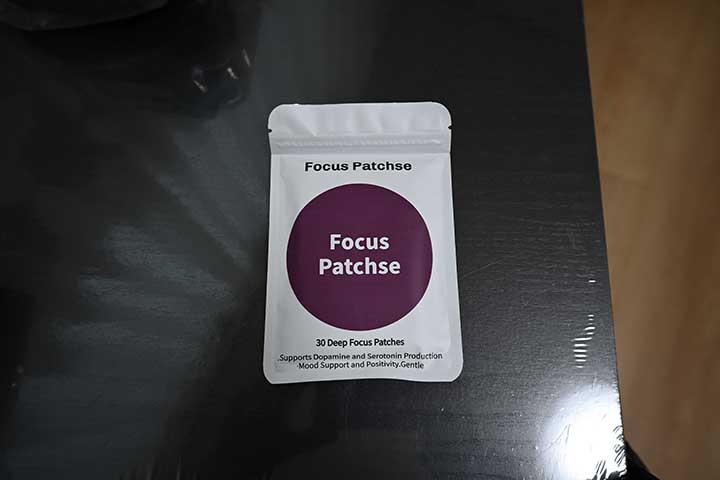 Focus Patchse
Focus
Patchse
30 Deep Focus Patches
.Supports Dopamine and Serotonin Production
·Mood Support and Positivity.Gentle